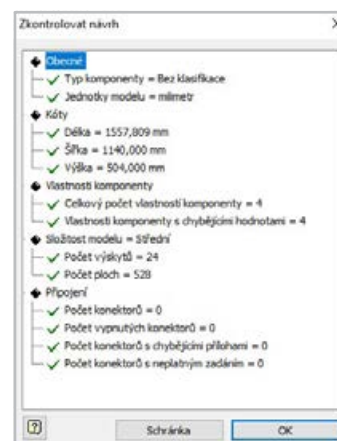 Zkontrolovat návrh
Obecné
Typ komponenty = Bez klasifikace
Jednotky modelu = milimetr
Kóty
Délka = 1557,809 mm
Šířka = 1140,000 mm
Výška = 504,000 mm
Vlastnosti komponenty
Celkový počet vlastností komponenty = 4
Vlastnosti komponenty s chybějícími hodnotami = 4
Složitost modelu = Střední
Počet výskytů = 24
Počet ploch = 528
Připojení
Počet konektorů = 0
Počet vypnutých konektorů = 0
Počet konektorů s chybějícími přílohami = 0
Počet konektorů s neplatným zadáním = 0
Schránka
OK